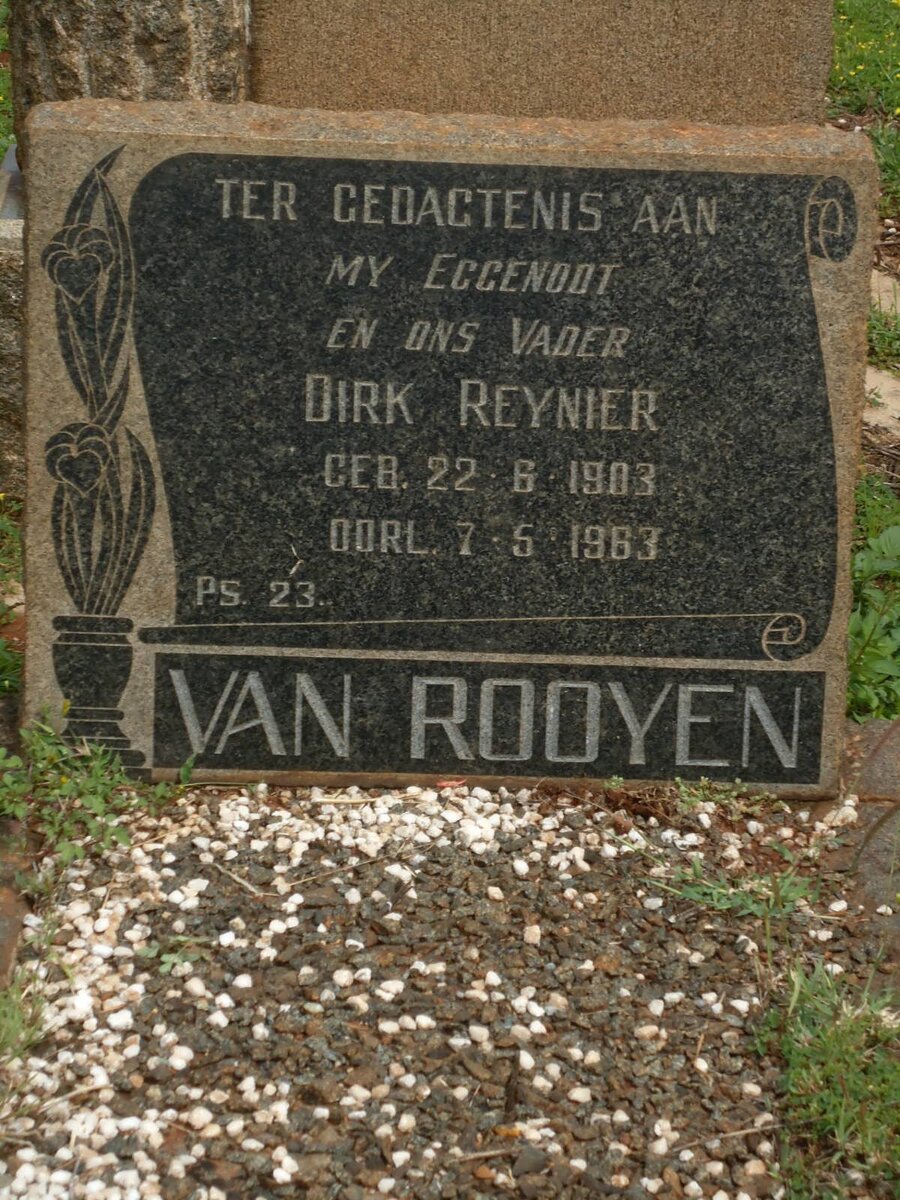 TER GEDAGTENIS AAN
MY EGGENOOT
EN ONS VADER
DIRK REYNIER
GEB. 22·6·1903
OORL. 7·5·1963
PS. 23.
VAN ROOYEN